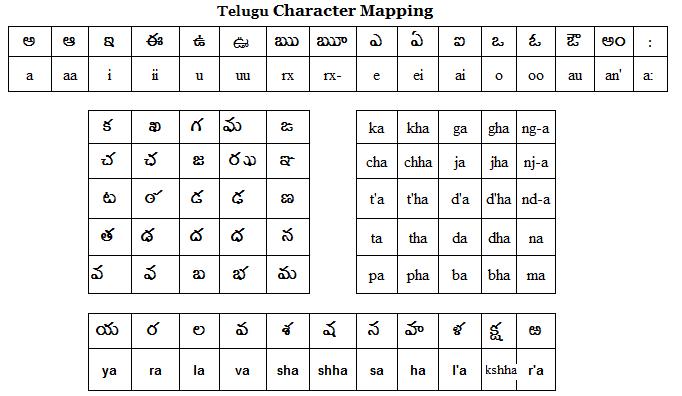 Telugu Character Mapping
అ ఆ ఇ ఈ ఉ ఊ ఋ ౠ ఎ ఏ ఐ ఒ ఓ ఔ అం :
a aa i ii u uu rx rx- e ei ai o oo au an' a:
క ఖ గ ఘ ఙ
చ ఛ జ ఝ ఞ
ట ఠ డ ఢ ణ
త థ ద ధ న
ప ఫ బ భ మ
ka kha ga gha ng-a
cha chha ja jha nj-a
t'a t'ha d'a d'ha nd-a
ta tha da dha na
pa pha ba bha ma
య ర ల వ శ ష స హ ళ క్ష ఱ
ya ra la va sha shha sa ha l'a kshha r'a